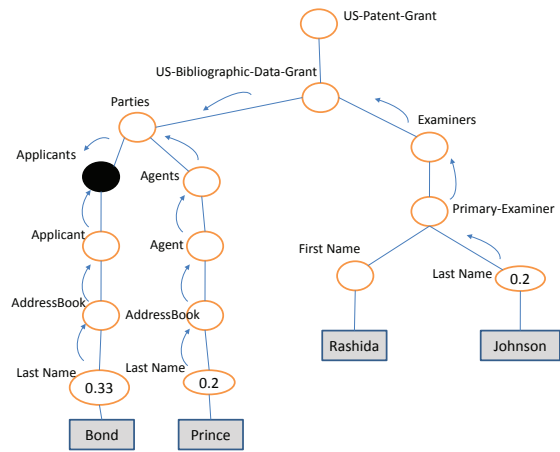 US-Patent-Grant
US-Bibliographic-Data-Grant
Parties
Examiners
Applicants
Agents
Primary-Examiner
Applicant
Agent
First Name
Last Name
0.2
AddressBook
AddressBook
Rashida
Johnson
Last Name
0.33
Last Name
0.2
Bond
Prince